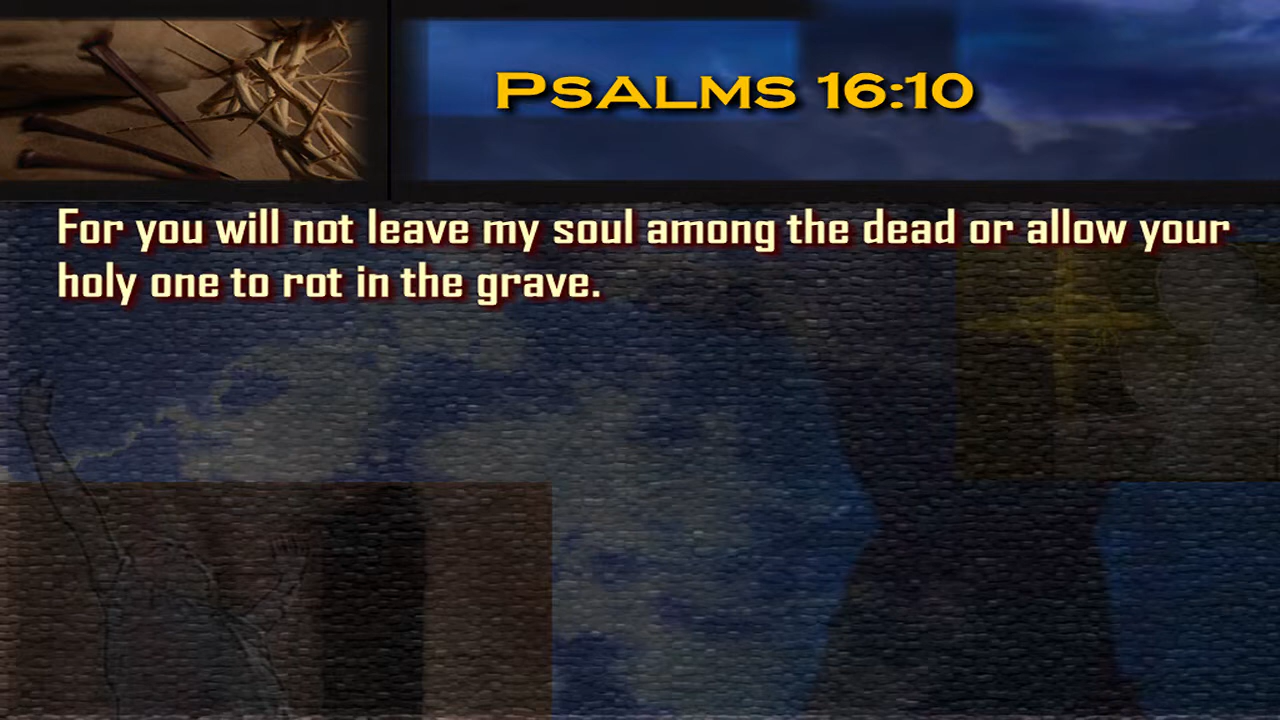 Psalms 16:10
For you will not leave my soul among the dead or allow your
holy one to rot in the grave.